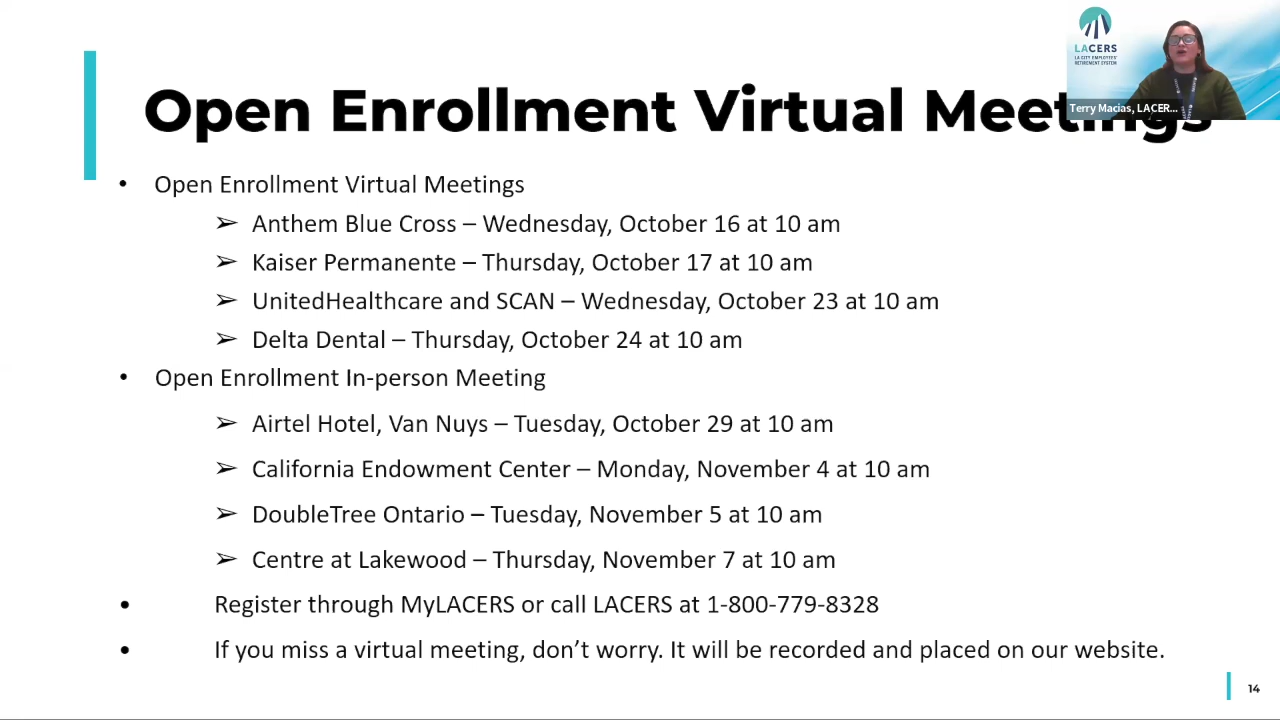 LACERS
LA CITY EMPLOYEES'
RETIREMENT SYSTEM
Terry Macias, LACER...
Open Enrollment Virtual Meetings
• Open Enrollment Virtual Meetings
➢ Anthem Blue Cross – Wednesday, October 16 at 10 am
➢ Kaiser Permanente – Thursday, October 17 at 10 am
➢ UnitedHealthcare and SCAN – Wednesday, October 23 at 10 am
➢ Delta Dental – Thursday, October 24 at 10 am
• Open Enrollment In-person Meeting
➢ Airtel Hotel, Van Nuys – Tuesday, October 29 at 10 am
➢ California Endowment Center – Monday, November 4 at 10 am
➢ DoubleTree Ontario – Tuesday, November 5 at 10 am
➢ Centre at Lakewood – Thursday, November 7 at 10 am
• Register through MyLACERS or call LACERS at 1-800-779-8328
• If you miss a virtual meeting, don’t worry. It will be recorded and placed on our website.
14